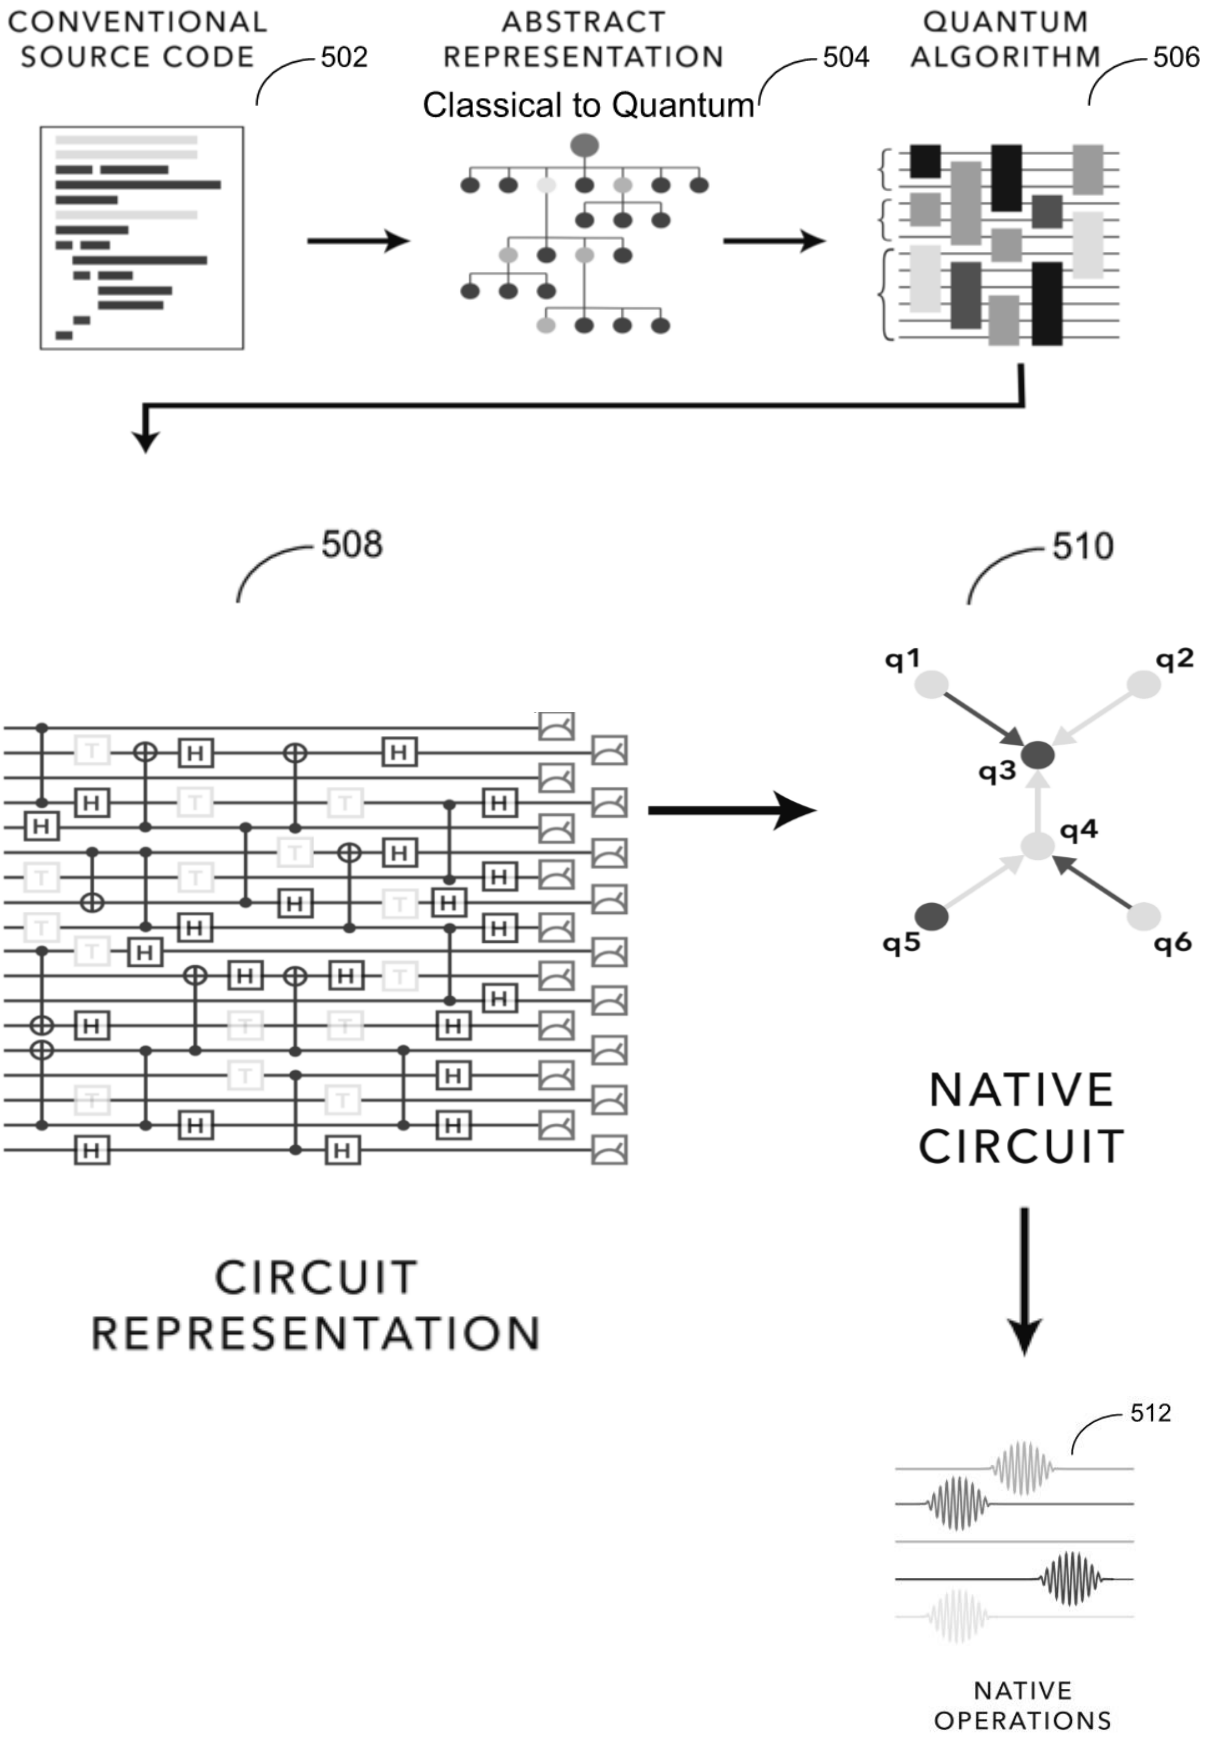 CONVENTIONAL
SOURCE CODE
502
ABSTRACT
REPRESENTATION
504
Classical to Quantum
QUANTUM
ALGORITHM
506
508
T
H
H
H
T
T
H
H
T
H
T
T
H
H
T
H
T
H
H
T
H
T
H
H
H
T
H
H
T
T
H
T
H
T
T
H
H
H
H
CIRCUIT
REPRESENTATION
510
q1
q2
q3
q4
q5
q6
NATIVE
CIRCUIT
512
NATIVE
OPERATIONS